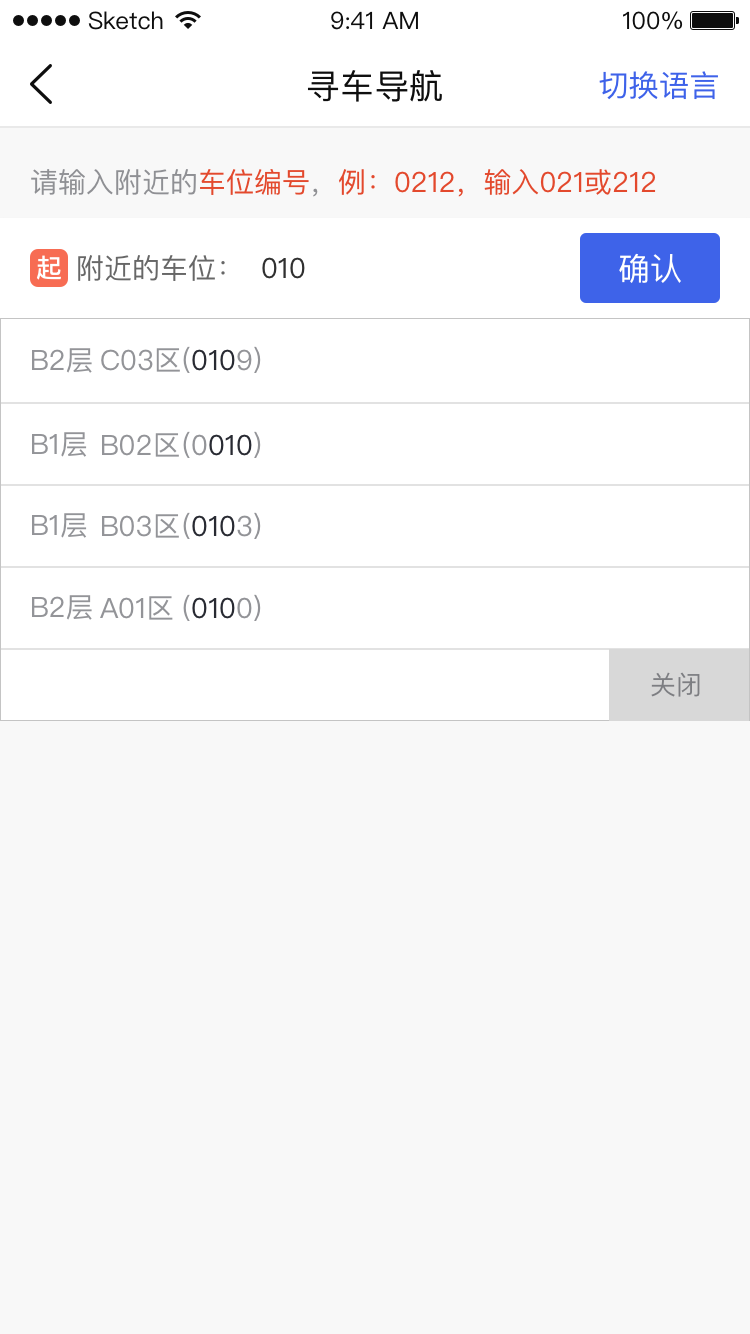 Sketch 9:41 AM 100%
寻车导航 切换语言
请输入附近的车位编号，例：0212，输入021或212
起 附近的车位： 010 确认
B2层 C03区(0109)
B1层 B02区(0010)
B1层 B03区(0103)
B2层 A01区 (0100)
关闭